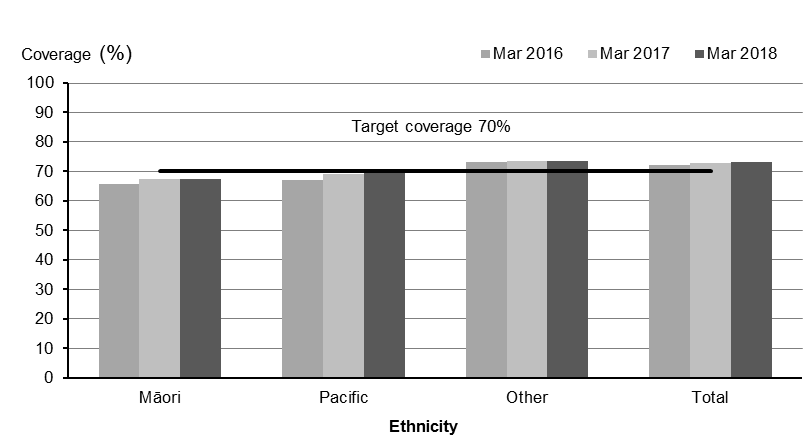 Coverage (%)
Mar 2016 Mar 2017 Mar 2018
100
90
80
70
60
50
40
30
20
10
0
Target coverage 70%
Māori Pacific Other Total
Ethnicity